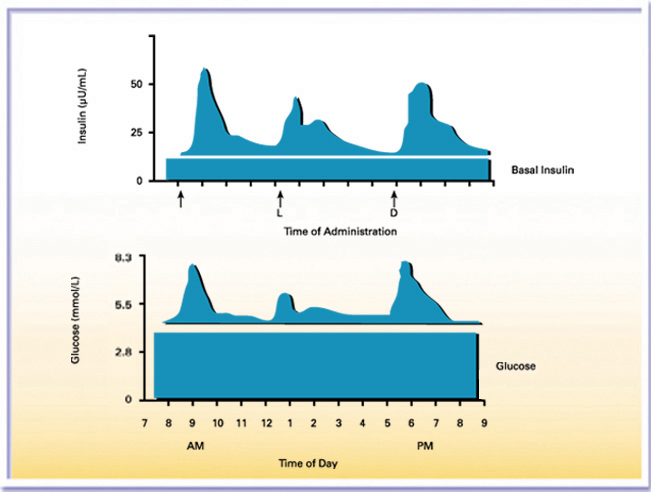 Insulin (µU/mL)
50
25
0
Basal Insulin
L
D
Time of Administration
Glucose (mmol/L)
8.3
5.5
2.8
0
Glucose
7 8 9 10 11 12 1 2 3 4 5 6 7 8 9
AM PM
Time of Day